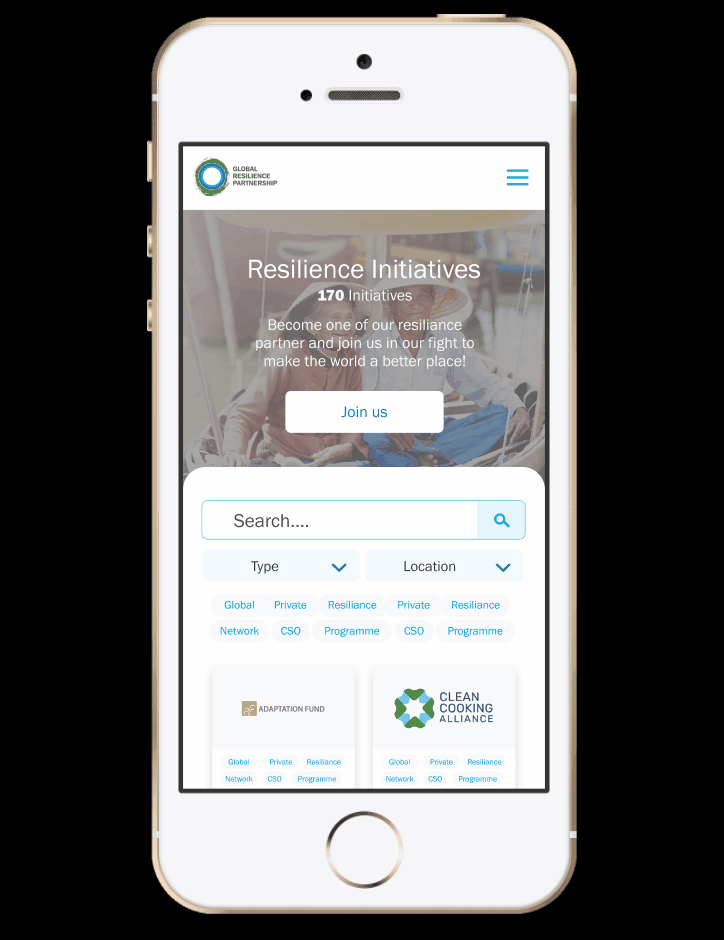 GLOBAL
RESILIENCE
PARTNERSHIP
Resilience Initiatives
170 Initiatives
Become one of our resiliance
partner and join us in our fight to
make the world a better place!
Join us
Search....
Type
Location
Global Private Resiliance Private Resiliance
Network CSO Programme CSO Programme
af ADAPTATION FUND
CLEAN
COOKING
ALLIANCE
Global Private Resiliance
Network CSO Programme
Global Private Resiliance
Network CSO Programme